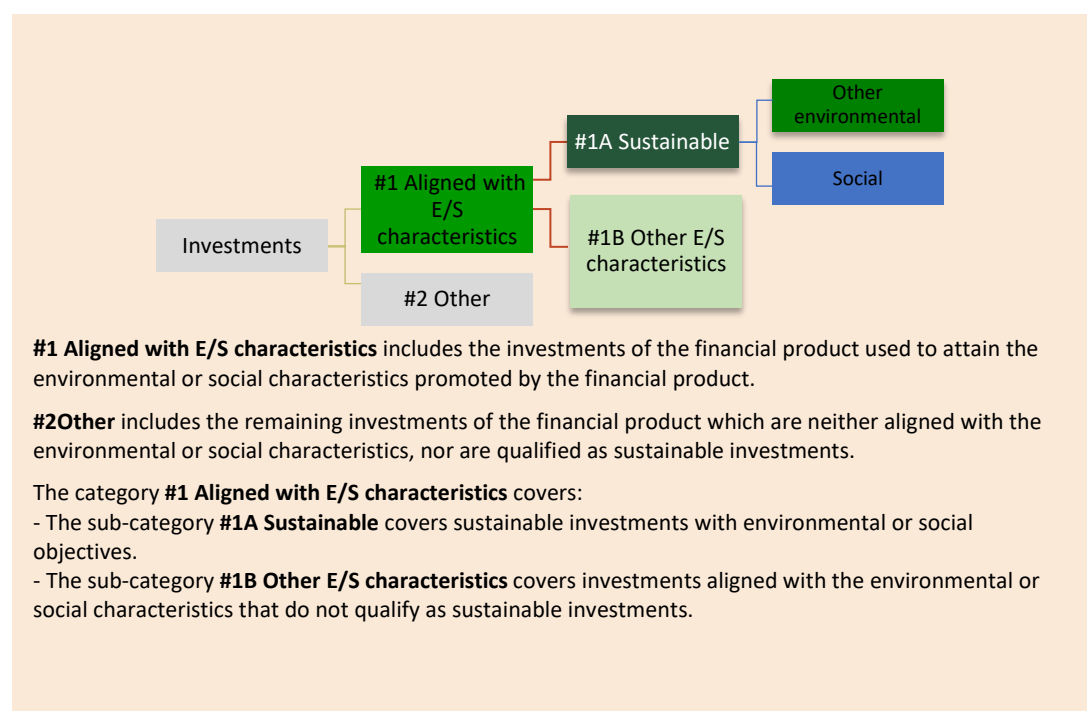 Other
environmental
#1A Sustainable
#1 Aligned with
E/S
characteristics
Social
Investments
#1B Other E/S
characteristics
#2 Other
#1 Aligned with E/S characteristics includes the investments of the financial product used to attain the
environmental or social characteristics promoted by the financial product.
#2Other includes the remaining investments of the financial product which are neither aligned with the
environmental or social characteristics, nor are qualified as sustainable investments.
The category #1 Aligned with E/S characteristics covers:
- The sub-category #1A Sustainable covers sustainable investments with environmental or social
objectives.
- The sub-category #1B Other E/S characteristics covers investments aligned with the environmental or
social characteristics that do not qualify as sustainable investments.